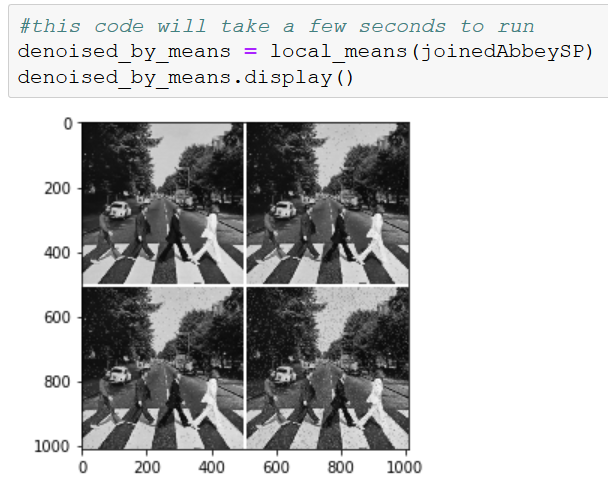 #this code will take a few seconds to run
denoised_by_means = local_means(joinedAbbeySP)
denoised_by_means.display()
0
200
400
600
800
1000
0 200 400 600 800 1000